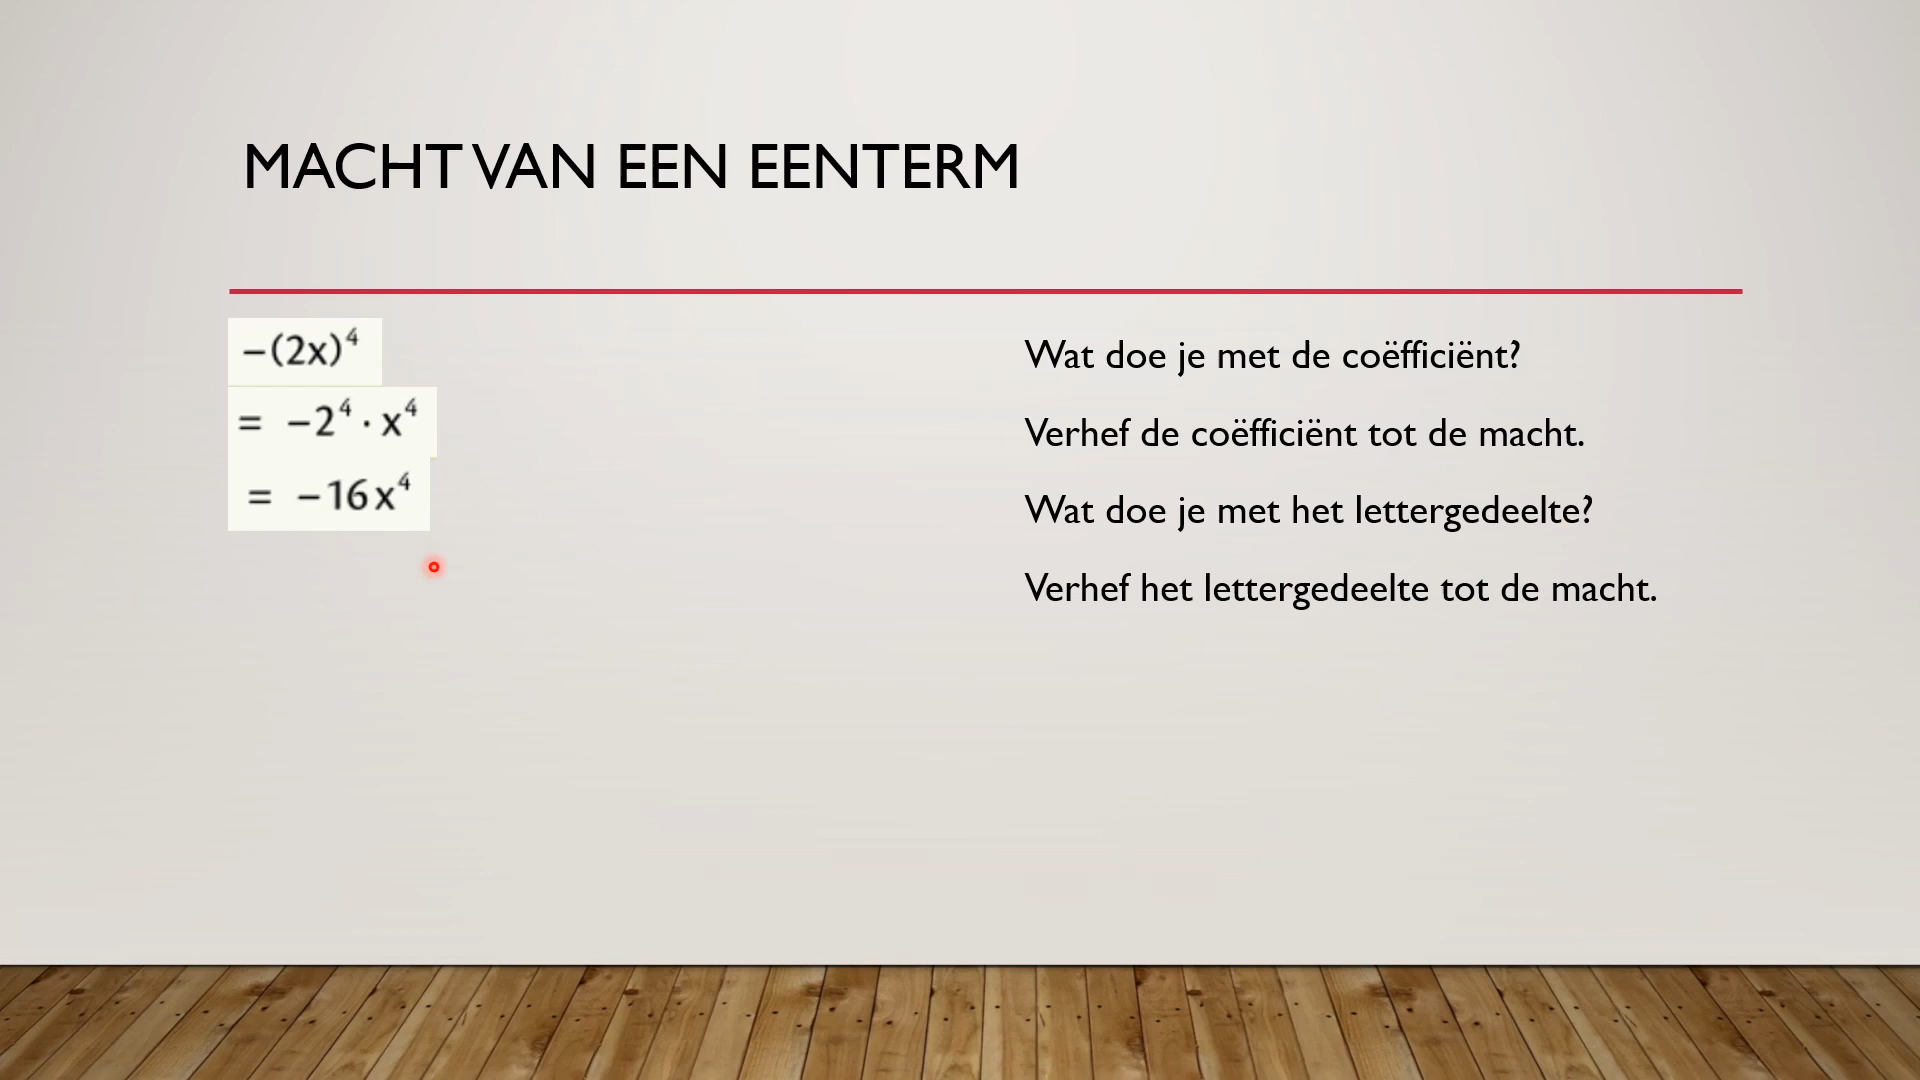 MACHT VAN EEN EENTERM
−(2x)⁴
= −2⁴ · x⁴
= −16x⁴
Wat doe je met de coëfficiënt?
Verhef de coëfficiënt tot de macht.
Wat doe je met het lettergedeelte?
Verhef het lettergedeelte tot de macht.